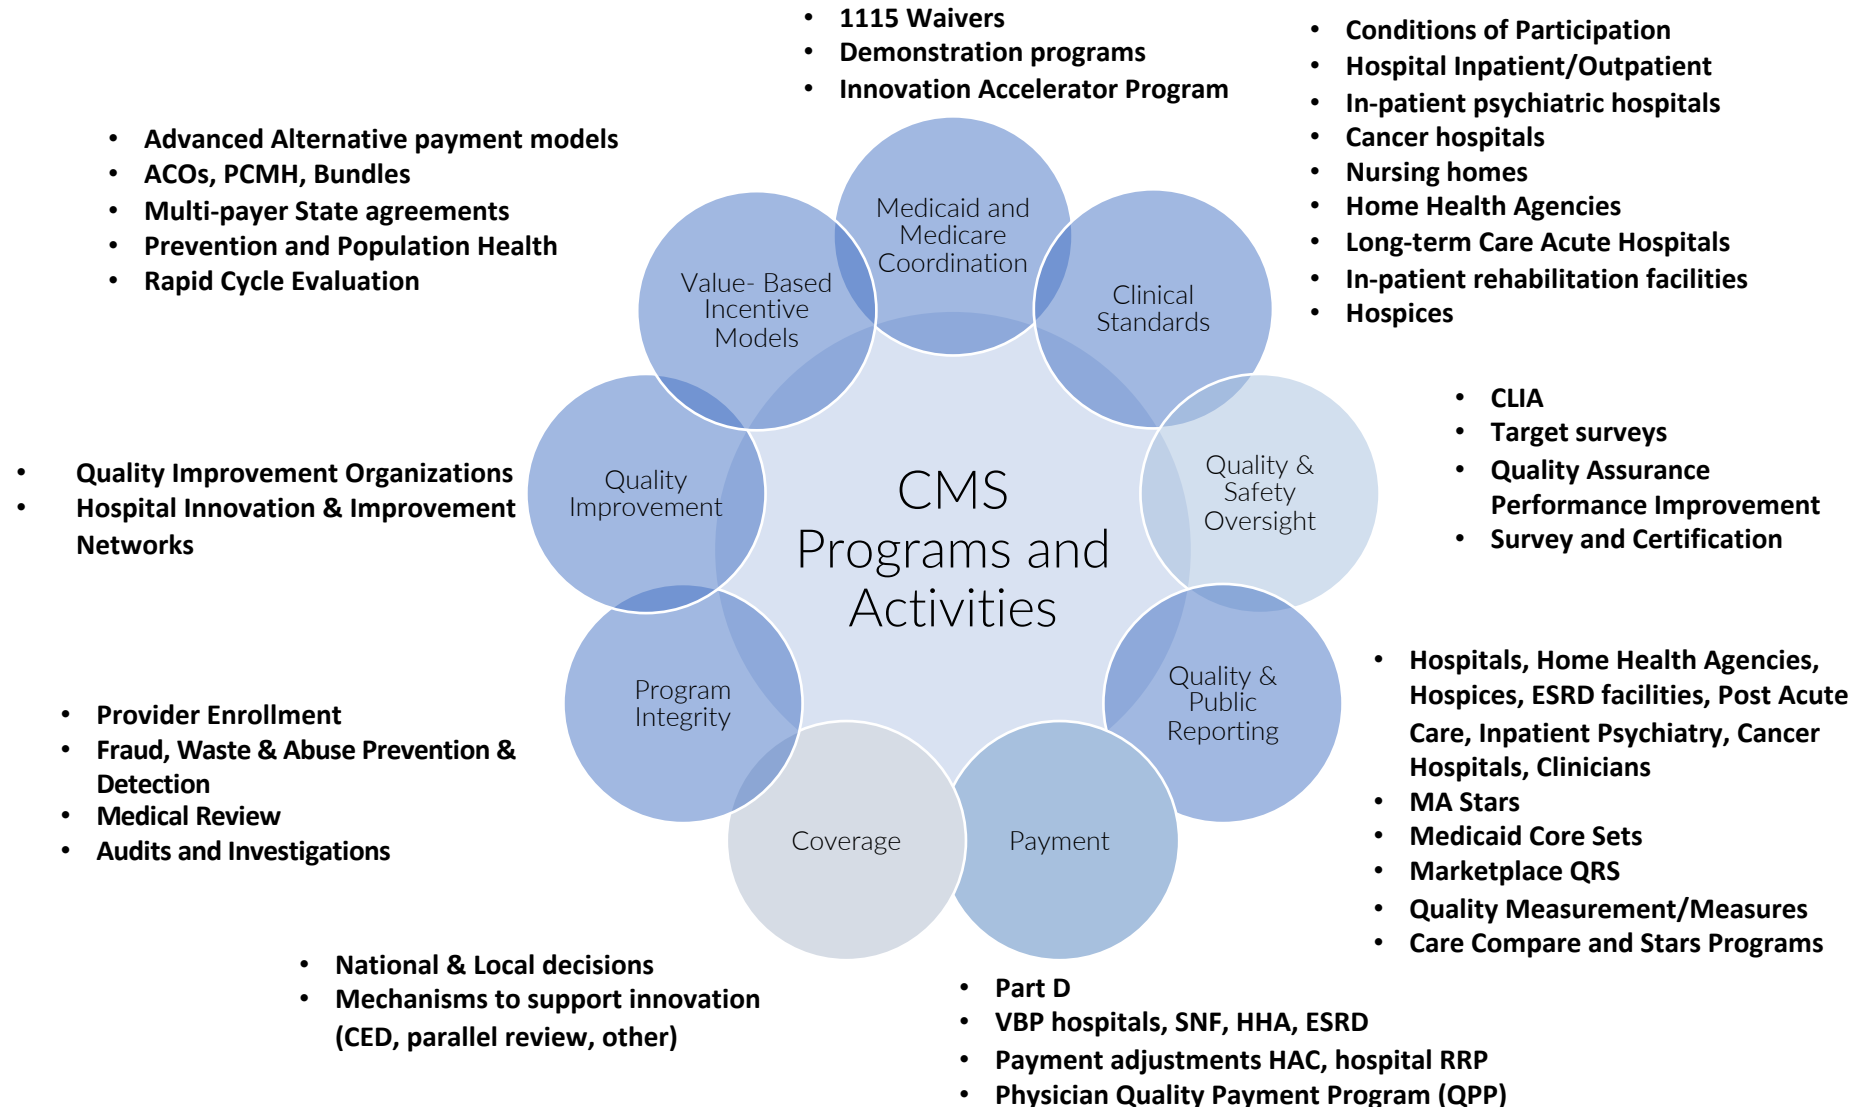 • 1115 Waivers
• Demonstration programs
• Innovation Accelerator Program
• Conditions of Participation
• Hospital Inpatient/Outpatient
• In-patient psychiatric hospitals
• Cancer hospitals
• Nursing homes
• Home Health Agencies
• Long-term Care Acute Hospitals
• In-patient rehabilitation facilities
• Hospices
• Advanced Alternative payment models
• ACOs, PCMH, Bundles
• Multi-payer State agreements
• Prevention and Population Health
• Rapid Cycle Evaluation
Medicaid and
Medicare
Coordination
Value- Based
Incentive
Models
Clinical
Standards
• CLIA
• Target surveys
• Quality Assurance
Performance Improvement
• Survey and Certification
Quality &
Safety
Oversight
Quality
Improvement
• Quality Improvement Organizations
• Hospital Innovation & Improvement
Networks
CMS
Programs and
Activities
Quality &
Public
Reporting
• Hospitals, Home Health Agencies,
Hospices, ESRD facilities, Post Acute
Care, Inpatient Psychiatry, Cancer
Hospitals, Clinicians
• MA Stars
• Medicaid Core Sets
• Marketplace QRS
• Quality Measurement/Measures
• Care Compare and Stars Programs
Program
Integrity
• Provider Enrollment
• Fraud, Waste & Abuse Prevention &
Detection
• Medical Review
• Audits and Investigations
Coverage
Payment
• National & Local decisions
• Mechanisms to support innovation
(CED, parallel review, other)
• Part D
• VBP hospitals, SNF, HHA, ESRD
• Payment adjustments HAC, hospital RRP
• Physician Quality Payment Program (QPP)